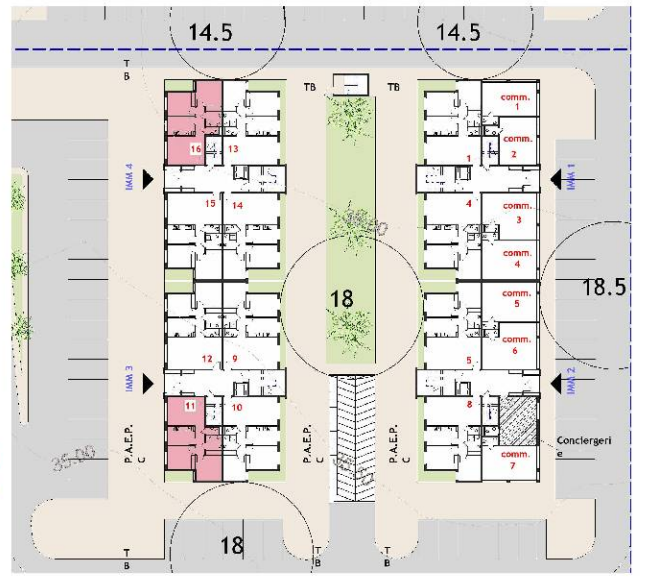 14.5
14.5
T
B
TB
TB
comm.
1
16
13
1
comm.
2
IMM 4
IMM 1
15
14
4
comm.
3
comm.
4
18
18.5
comm.
5
12
9
5
comm.
6
IMM 3
IMM 2
11
10
8
Conciergeri
e
comm.
7
P.A.E.P.
C
P.A.E.P.
C
P.A.E.P.
C
35.00
18
T
B
T
B
T
B